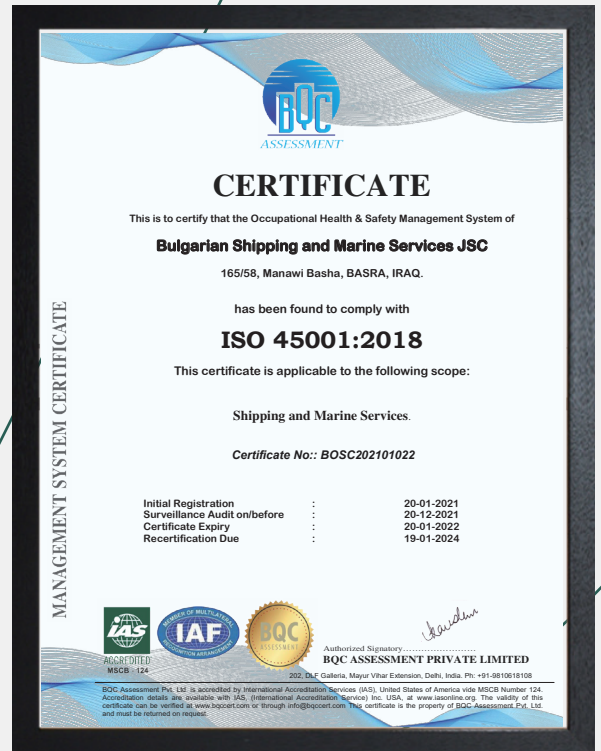 BQC
ASSESSMENT
CERTIFICATE
This is to certify that the Occupational Health & Safety Management System of
Bulgarian Shipping and Marine Services JSC
165/58, Manawi Basha, BASRA, IRAQ.
has been found to comply with
ISO 45001:2018
This certificate is applicable to the following scope:
Shipping and Marine Services.
Certificate No:: BOSC202101022
Initial Registration : 20-01-2021
Surveillance Audit on/before : 20-12-2021
Certificate Expiry : 20-01-2022
Recertification Due : 19-01-2024
MANAGEMENT SYSTEM CERTIFICATE
ias
ACCREDITED
MSCB - 124
MEMBER OF MULTILATERAL
IAF
RECOGNITION ARRANGEMENT
BQC
ASSESSMENT
Authorized Signatory..........................
BQC ASSESSMENT PRIVATE LIMITED
202, DLF Galleria, Mayur Vihar Extension, Delhi, India. Ph: +91-9810618108
BQC Assessment Pvt. Ltd. is accredited by International Accreditation Services (IAS), United States of America vide MSCB Number 124.
Accreditation details are available with IAS, (International Accreditation Service) Inc. USA, at www.iasonline.org. The validity of this
certificate can be verified at www.bqccert.com or through info@bqccert.com This certificate is the property of BQC Assessment Pvt. Ltd.
and must be returned on request.